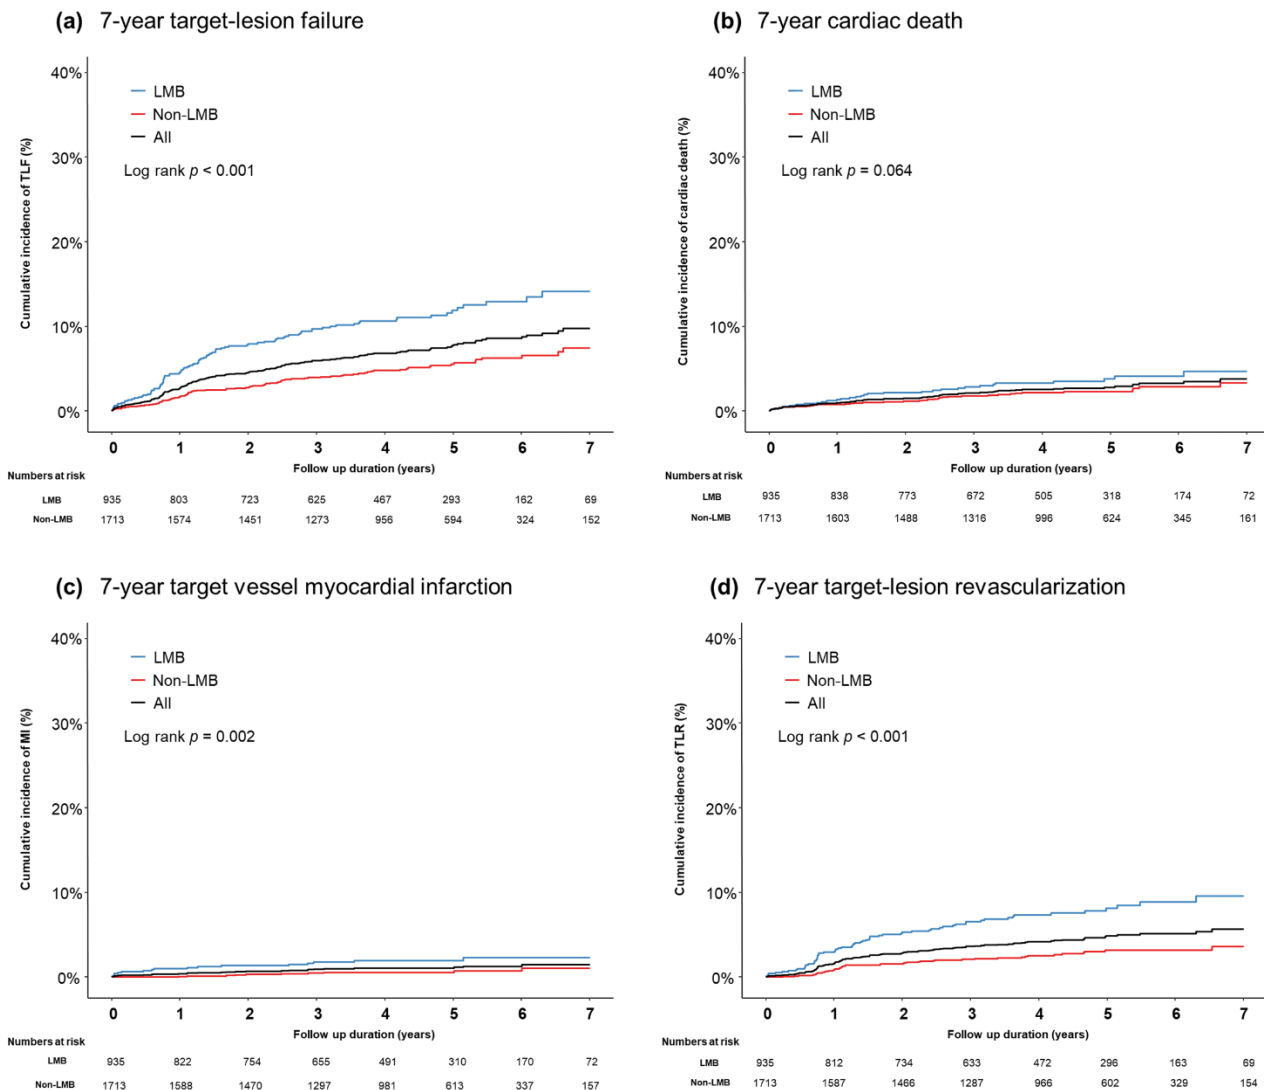 (a) 7-year target-lesion failure
Cumulative incidence of TLF (%)
40%
30%
20%
10%
0%
LMB
Non-LMB
All
Log rank p < 0.001
0 1 2 3 4 5 6 7
Follow up duration (years)
Numbers at risk
LMB 935 803 723 625 467 293 162 69
Non-LMB 1713 1574 1451 1273 956 594 324 152
(b) 7-year cardiac death
Cumulative incidence of cardiac death (%)
40%
30%
20%
10%
0%
LMB
Non-LMB
All
Log rank p = 0.064
0 1 2 3 4 5 6 7
Follow up duration (years)
Numbers at risk
LMB 935 838 773 672 505 318 174 72
Non-LMB 1713 1603 1488 1316 996 624 345 161
(c) 7-year target vessel myocardial infarction
Cumulative incidence of MI (%)
40%
30%
20%
10%
0%
LMB
Non-LMB
All
Log rank p = 0.002
0 1 2 3 4 5 6 7
Follow up duration (years)
Numbers at risk
LMB 935 822 754 655 491 310 170 72
Non-LMB 1713 1588 1470 1297 981 613 337 157
(d) 7-year target-lesion revascularization
Cumulative incidence of TLR (%)
40%
30%
20%
10%
0%
LMB
Non-LMB
All
Log rank p < 0.001
0 1 2 3 4 5 6 7
Follow up duration (years)
Numbers at risk
LMB 935 812 734 633 472 296 163 69
Non-LMB 1713 1587 1466 1287 966 602 329 154